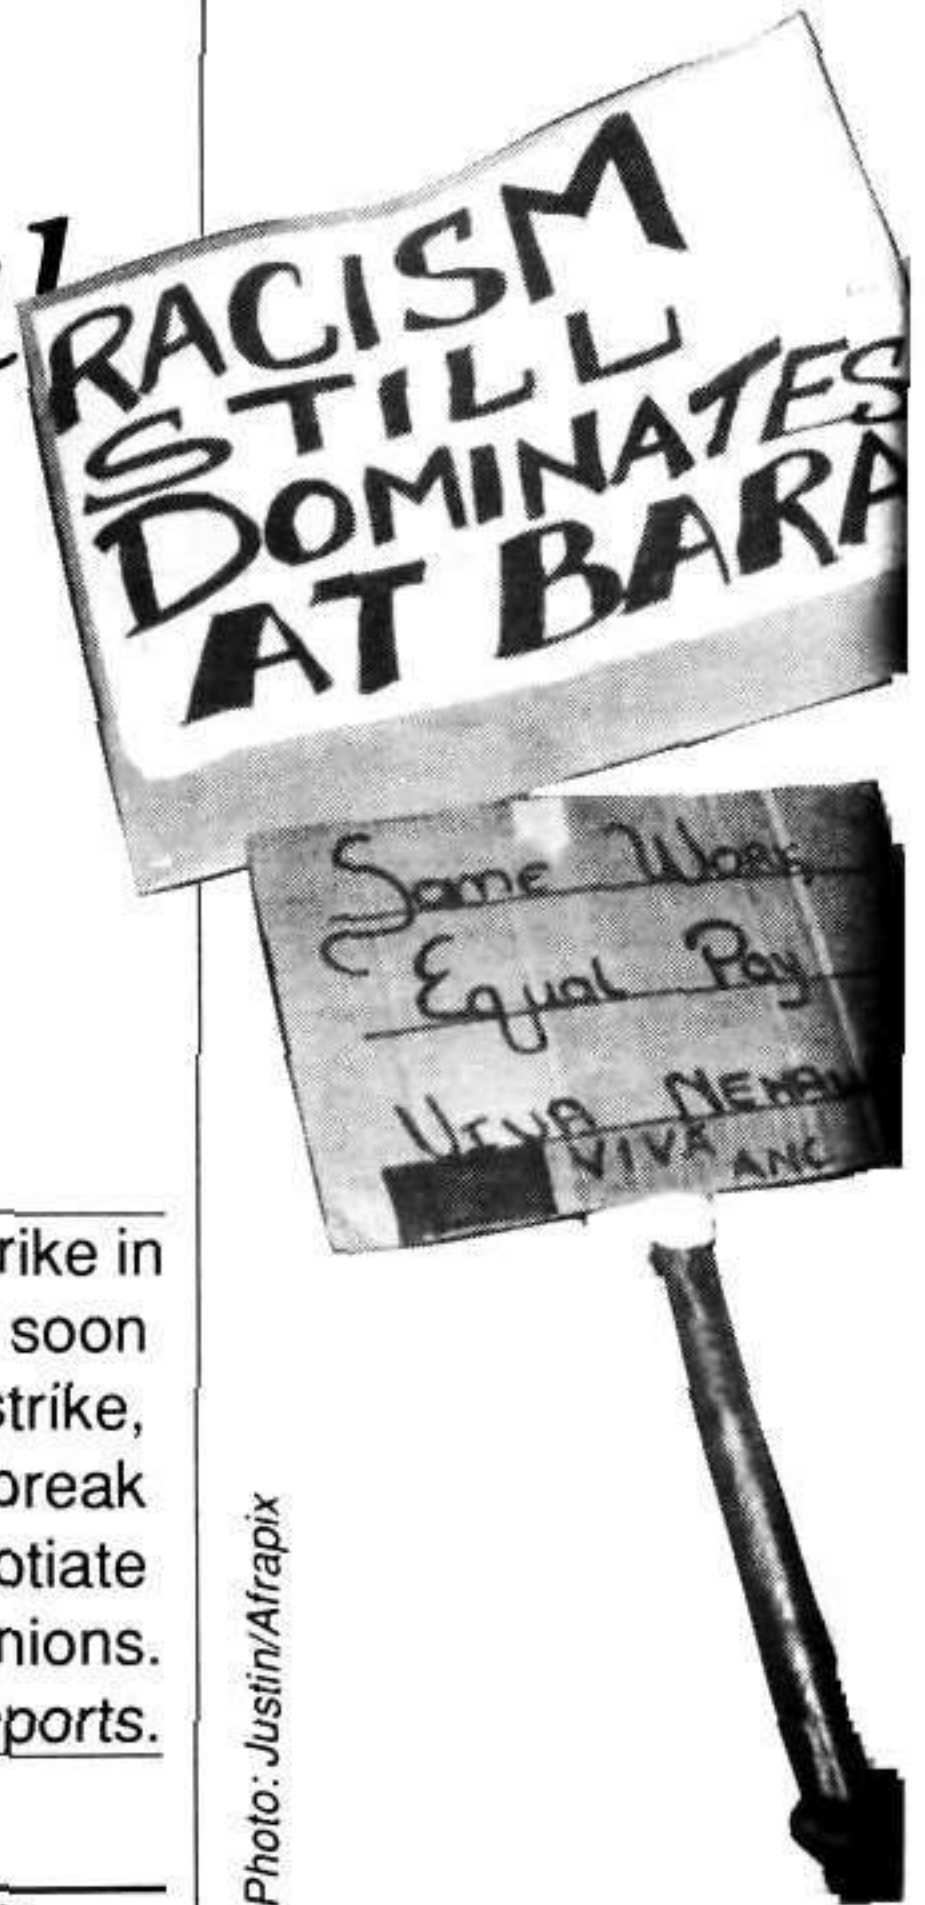 RACISM
STILL
DOMINATES
AT BARA
Same Work
Equal Pay
VIVA NEHAW
VIVA ANC
rike in
soon
strike,
break
otiate
nions.
ports.
Photo: Justin/Afrapix